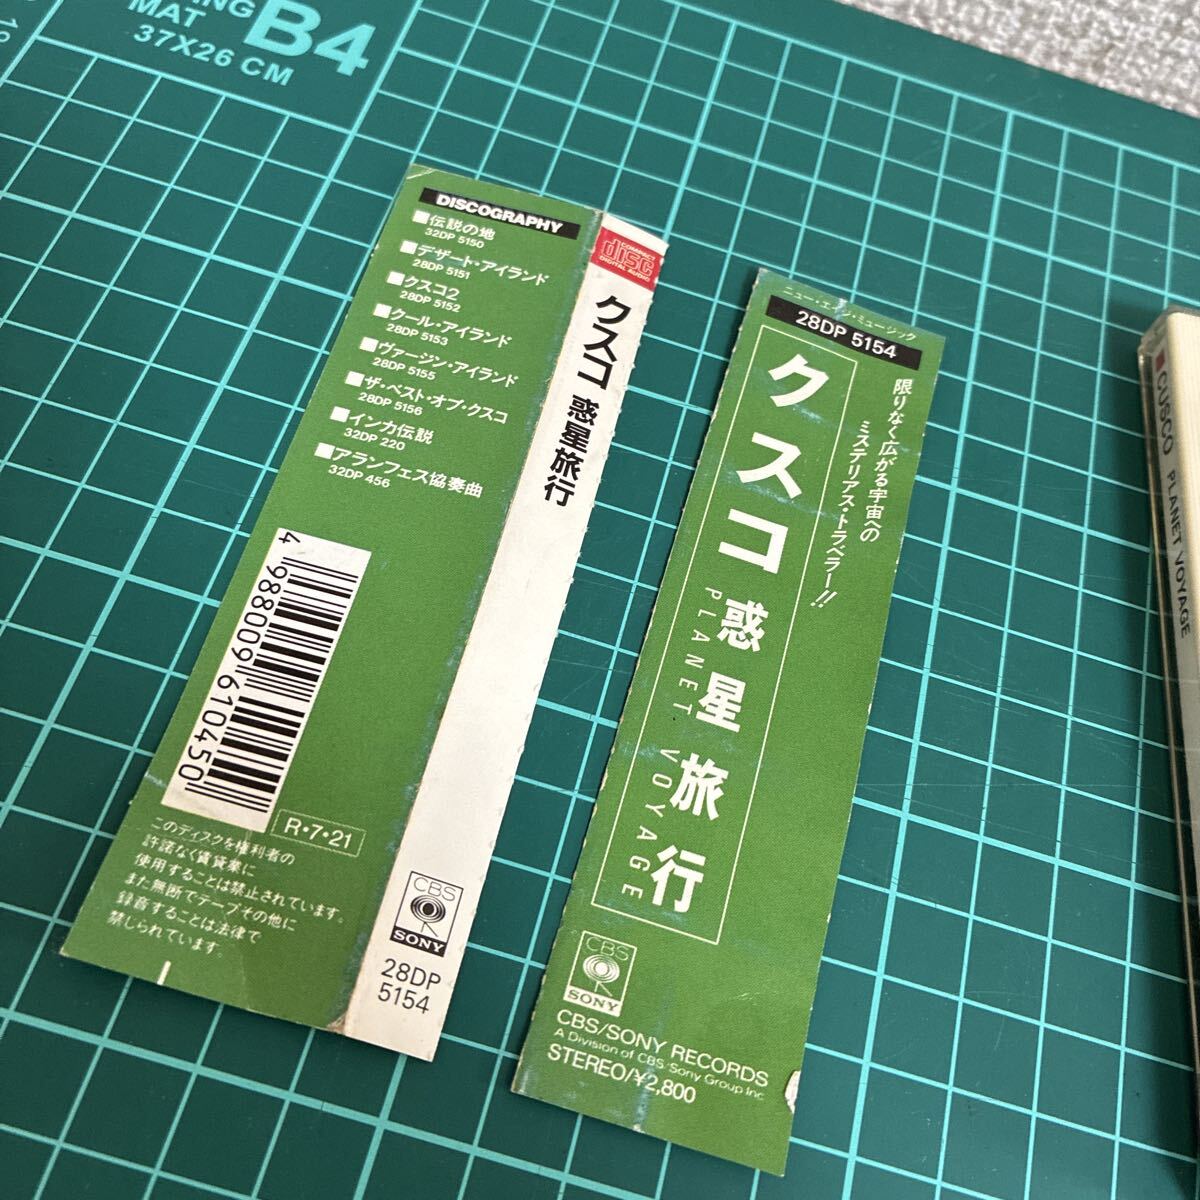 MAT
37X26 CM
B4
DISCOGRAPHY
■伝説の地
32DP 5150
■デザート・アイランド
28DP 5151
■クスコ2
28DP 5152
■クール・アイランド
28DP 5153
■ヴァージン・アイランド
28DP 5155
■ザ・ベスト・オブ・クスコ
28DP 5156
■インカ伝説
32DP 220
■アランフェス協奏曲
32DP 456
4 988009 610450
R・7・21
このディスクを権利者の
許諾なく賃貸業に
使用することは禁止されています。
また無断でテープその他に
録音することは法律で
禁じられています。
COMPACT
disc
DIGITAL AUDIO
クスコ 惑星旅行
CBS
SONY
28DP
5154
ニュー・エイジ・ミュージック
28DP 5154
限りなく広がる宇宙への
ミステリアス・トラベラー!!
クスコ惑星旅行
PLANET VOYAGE
CBS
SONY
CBS/SONY RECORDS
A Division of CBS/Sony Group Inc.
STEREO/¥2,800
CUSCO PLANET VOYAGE